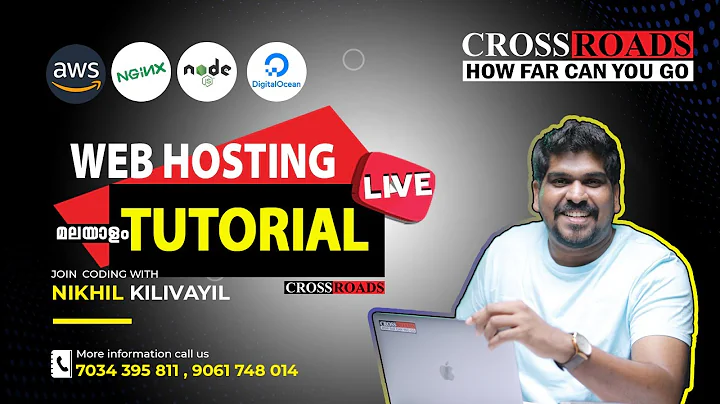 aws
NGiNX
node
JS
DigitalOcean
CROSSROADS
HOW FAR CAN YOU GO
WEB HOSTING
LIVE
മലയാളം TUTORIAL
JOIN CODING WITH
NIKHIL KILIVAYIL
CROSSROADS
More information call us
7034 395 811 , 9061 748 014
CROSSROADS